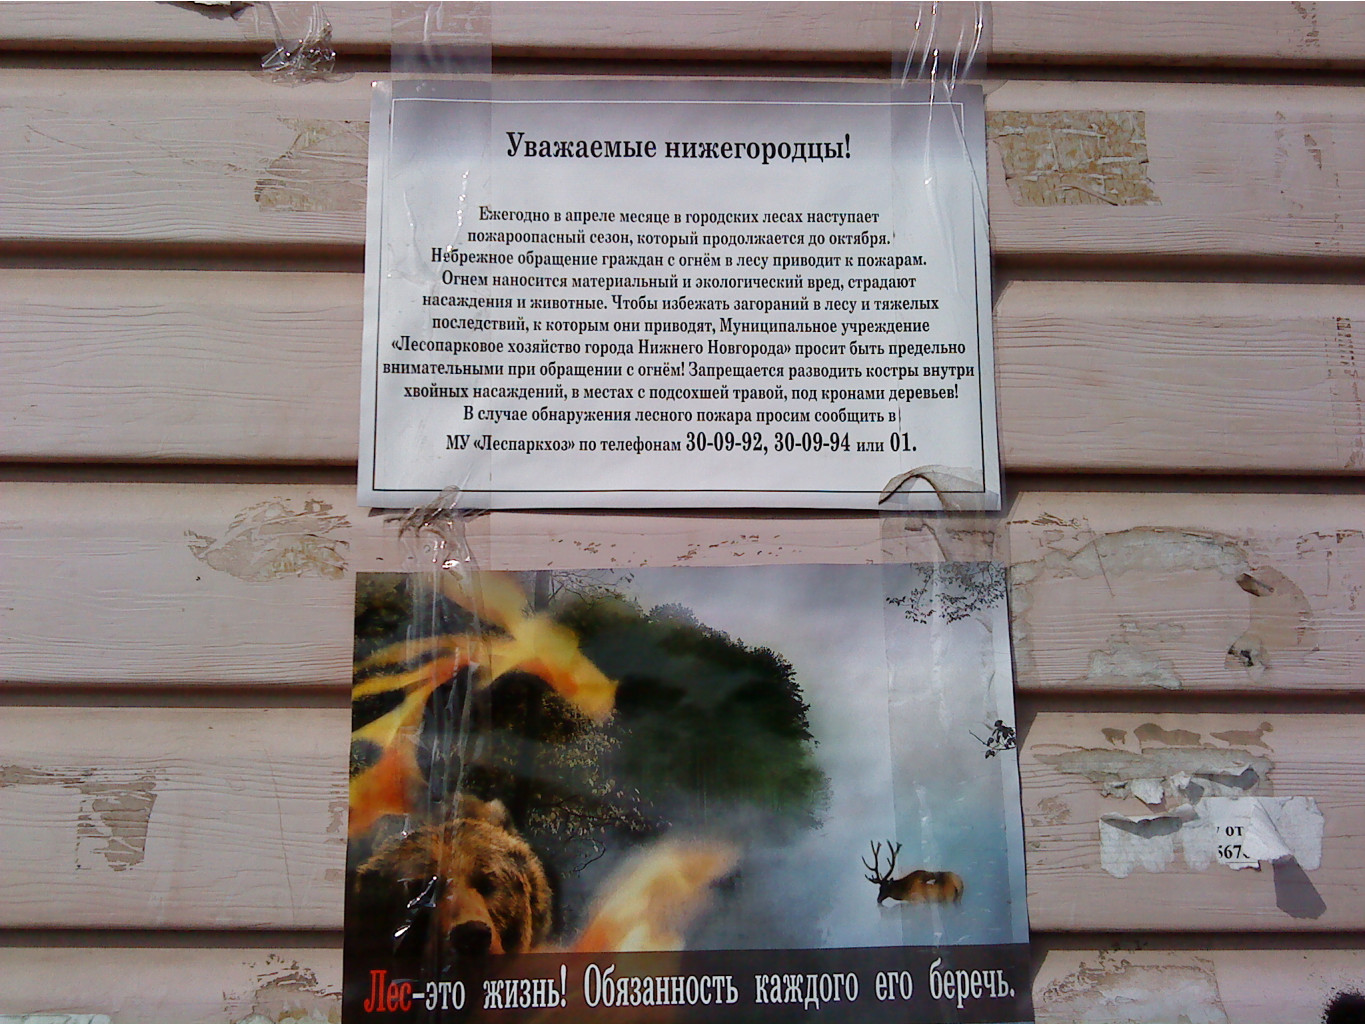 Уважаемые нижегородцы!
Ежегодно в апреле месяце в городских лесах наступает
пожароопасный сезон, который продолжается до октября.
Небрежное обращение граждан с огнём в лесу приводит к пожарам.
Огнем наносится материальный и экологический вред, страдают
насаждения и животные. Чтобы избежать загораний в лесу и тяжелых
последствий, к которым они приводят, Муниципальное учреждение
«Лесопарковое хозяйство города Нижнего Новгорода» просит быть предельно
внимательными при обращении с огнём! Запрещается разводить костры внутри
хвойных насаждений, в местах с подсохшей травой, под кронами деревьев!
В случае обнаружения лесного пожара просим сообщить в
МУ «Леспаркхоз» по телефонам 30-09-92, 30-09-94 или 01.
от
Лес-это жизнь! Обязанность каждого его беречь.